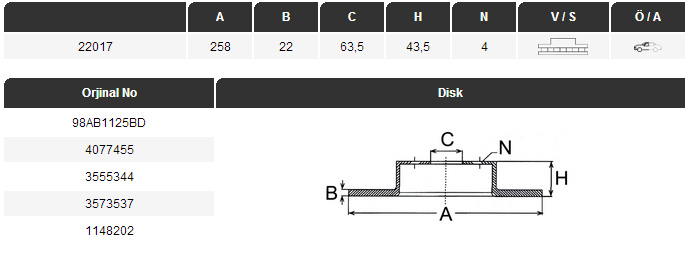 A B C H N V / S Ö / A
22017 258 22 63,5 43,5 4
Orjinal No Disk
98AB1125BD
4077455
3555344
3573537
1148202
C
N
B
H
A